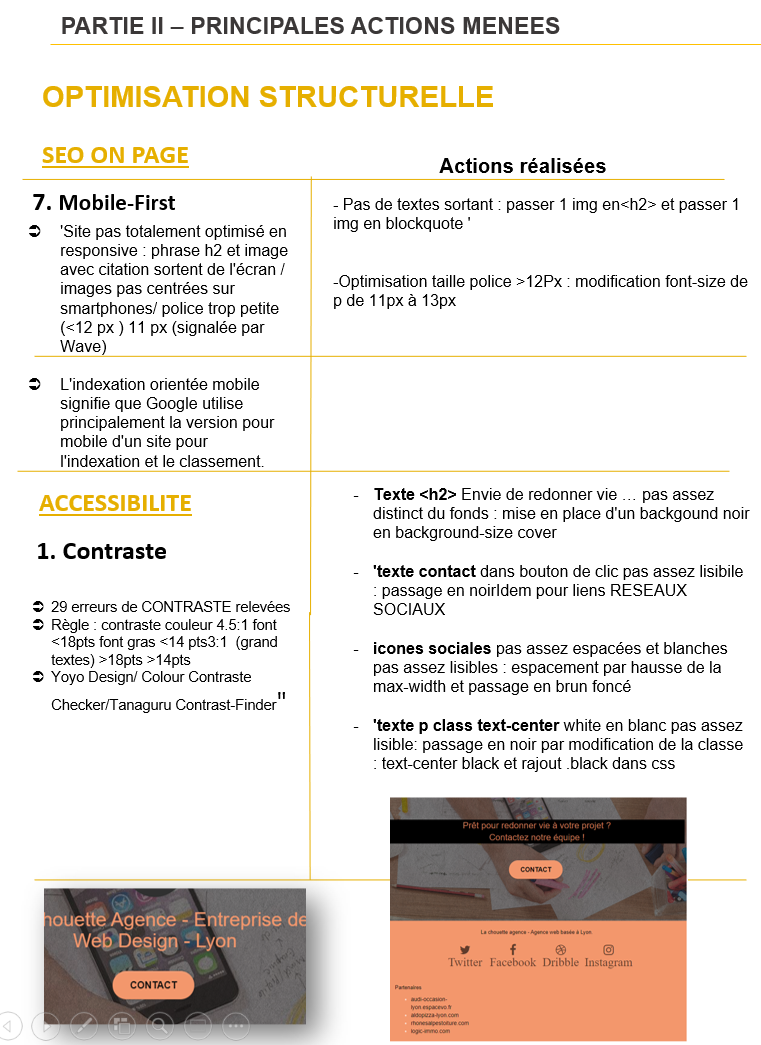 PARTIE II – PRINCIPALES ACTIONS MENEES
OPTIMISATION STRUCTURELLE
SEO ON PAGE
Actions réalisées
7. Mobile-First
'Site pas totalement optimisé en
responsive : phrase h2 et image
avec citation sortent de l'écran /
images pas centrées sur
smartphones/ police trop petite
(<12 px ) 11 px (signalée par
Wave)
- Pas de textes sortant : passer 1 img en<h2> et passer 1
img en blockquote '
-Optimisation taille police >12Px : modification font-size de
p de 11px à 13px
L'indexation orientée mobile
signifie que Google utilise
principalement la version pour
mobile d'un site pour
l'indexation et le classement.
ACCESSIBILITE
1. Contraste
29 erreurs de CONTRASTE relevées
Règle : contraste couleur 4.5:1 font
<18pts font gras <14 pts3:1 (grand
textes) >18pts >14pts
Yoyo Design/ Colour Contraste
Checker/Tanaguru Contrast-Finder"
- Texte <h2> Envie de redonner vie … pas assez
distinct du fonds : mise en place d'un backgound noir
en background-size cover
- 'texte contact dans bouton de clic pas assez lisibile
: passage en noirIdem pour liens RESEAUX
SOCIAUX
- icones sociales pas assez espacées et blanches
pas assez lisibles : espacement par hausse de la
max-width et passage en brun foncé
- 'texte p class text-center white en blanc pas assez
lisible: passage en noir par modification de la classe
: text-center black et rajout .black dans css
houette Agence - Entreprise de
Web Design - Lyon
CONTACT
Prêt pour redonner vie à votre projet ?
Contactez notre équipe !
CONTACT
La chouette agence - Agence web basée à Lyon
Twitter Facebook Dribble Instagram
Partenaires
audi-occasion-
lyon.espacevo.fr
aldopizza-lyon.com
rhonesalpestoiture.com
logic-immo.com